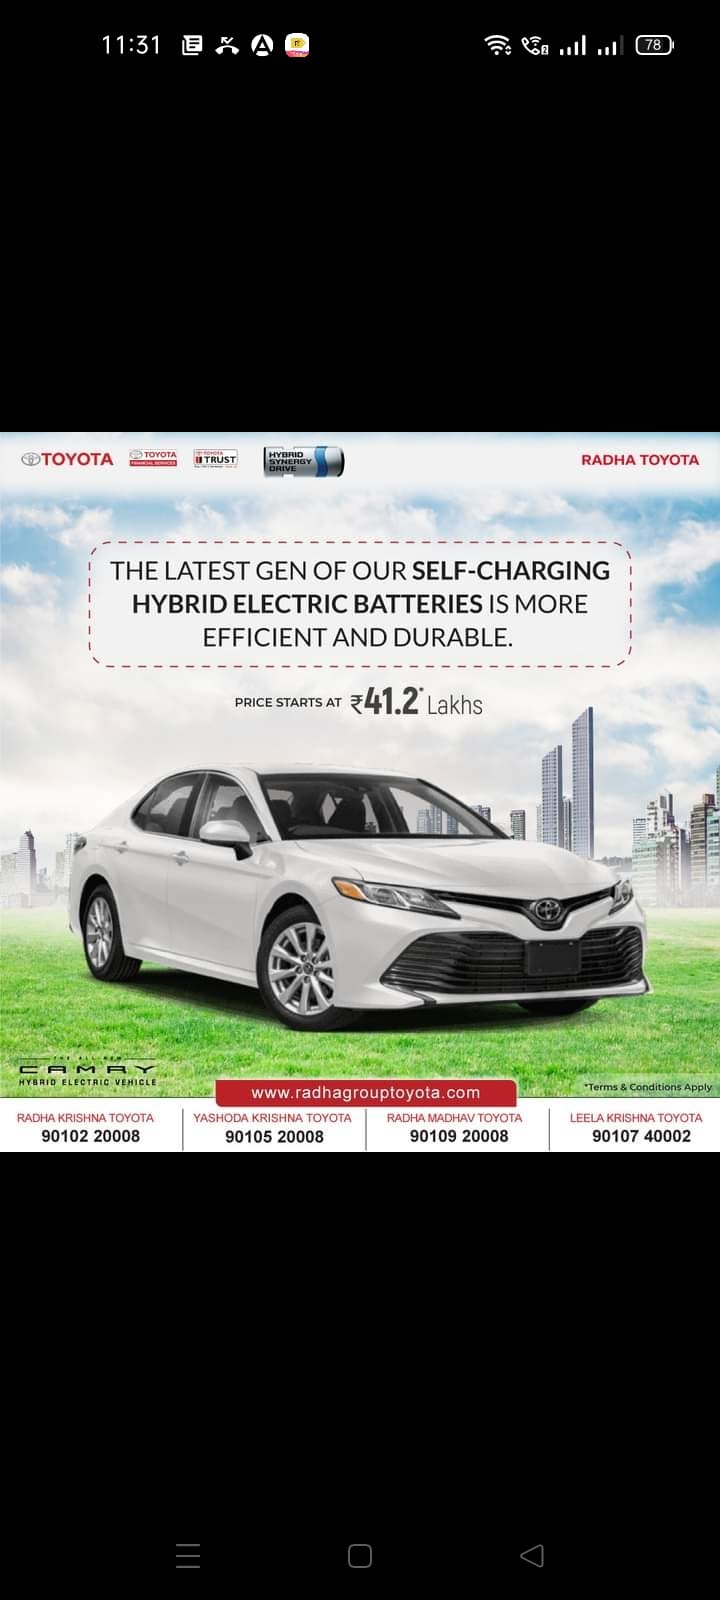 11:31
78
TOYOTA
TOYOTA
FINANCIAL SERVICES
TOYOTA
U TRUST
HYBRID
SYNERGY
DRIVE
RADHA TOYOTA
THE LATEST GEN OF OUR SELF-CHARGING
HYBRID ELECTRIC BATTERIES IS MORE
EFFICIENT AND DURABLE.
PRICE STARTS AT ₹41.2* Lakhs
THE ALL-NEW
CAMRY
HYBRID ELECTRIC VEHICLE
www.radhagrouptoyota.com
*Terms & Conditions Apply
RADHA KRISHNA TOYOTA
90102 20008
YASHODA KRISHNA TOYOTA
90105 20008
RADHA MADHAV TOYOTA
90109 20008
LEELA KRISHNA TOYOTA
90107 40002